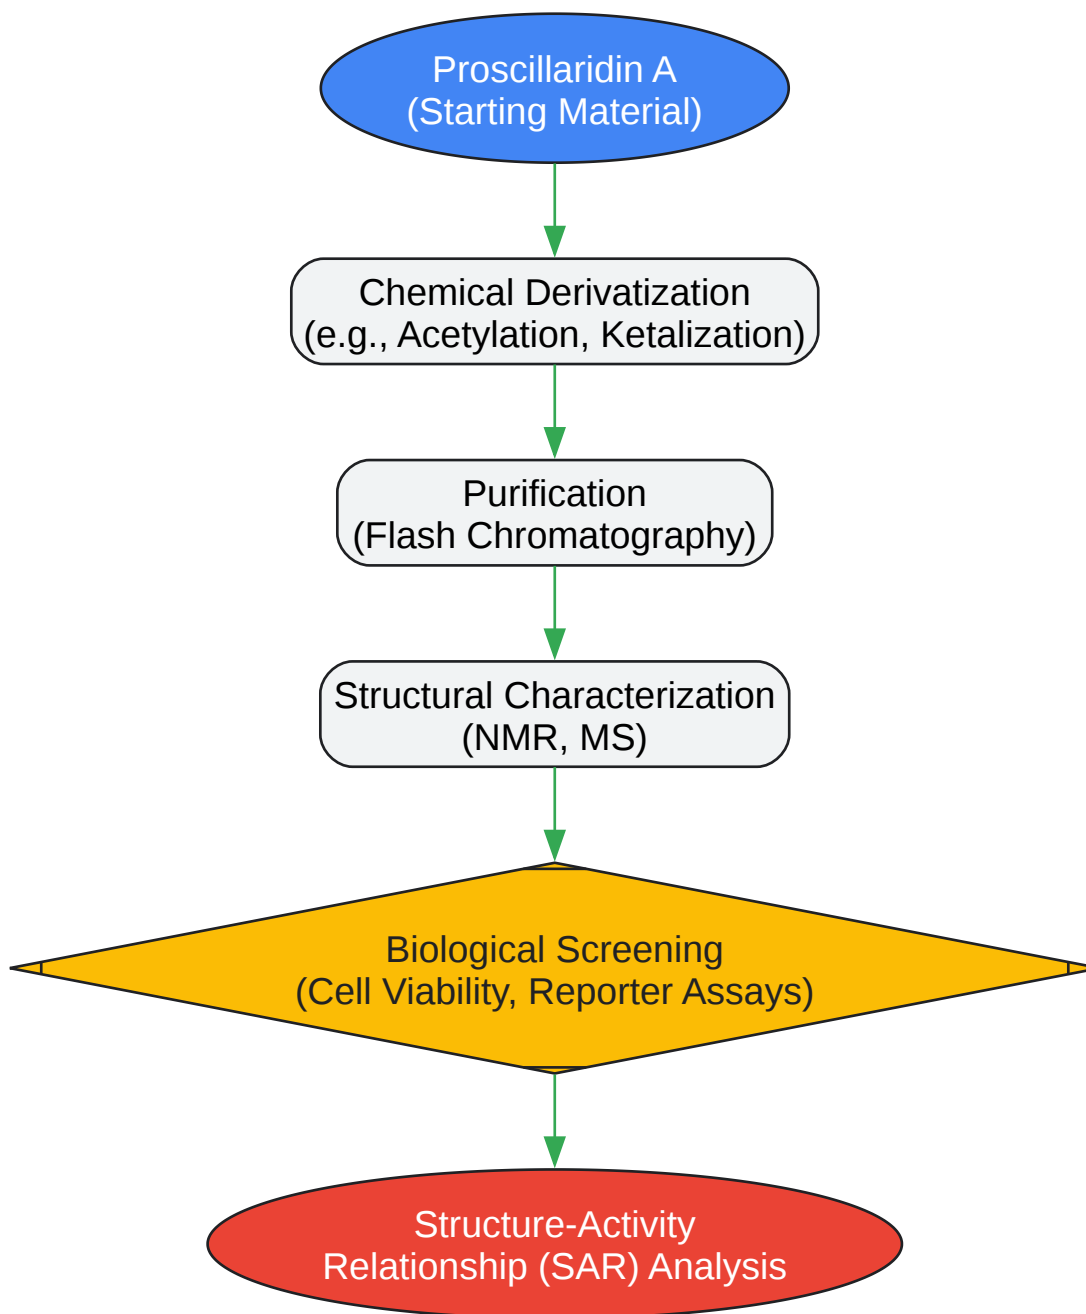 Proscillaridin A
(Starting Material)
Chemical Derivatization
(e.g., Acetylation, Ketalization)
Purification
(Flash Chromatography)
Structural Characterization
(NMR, MS)
Biological Screening
(Cell Viability, Reporter Assays)
Structure-Activity
Relationship (SAR) Analysis